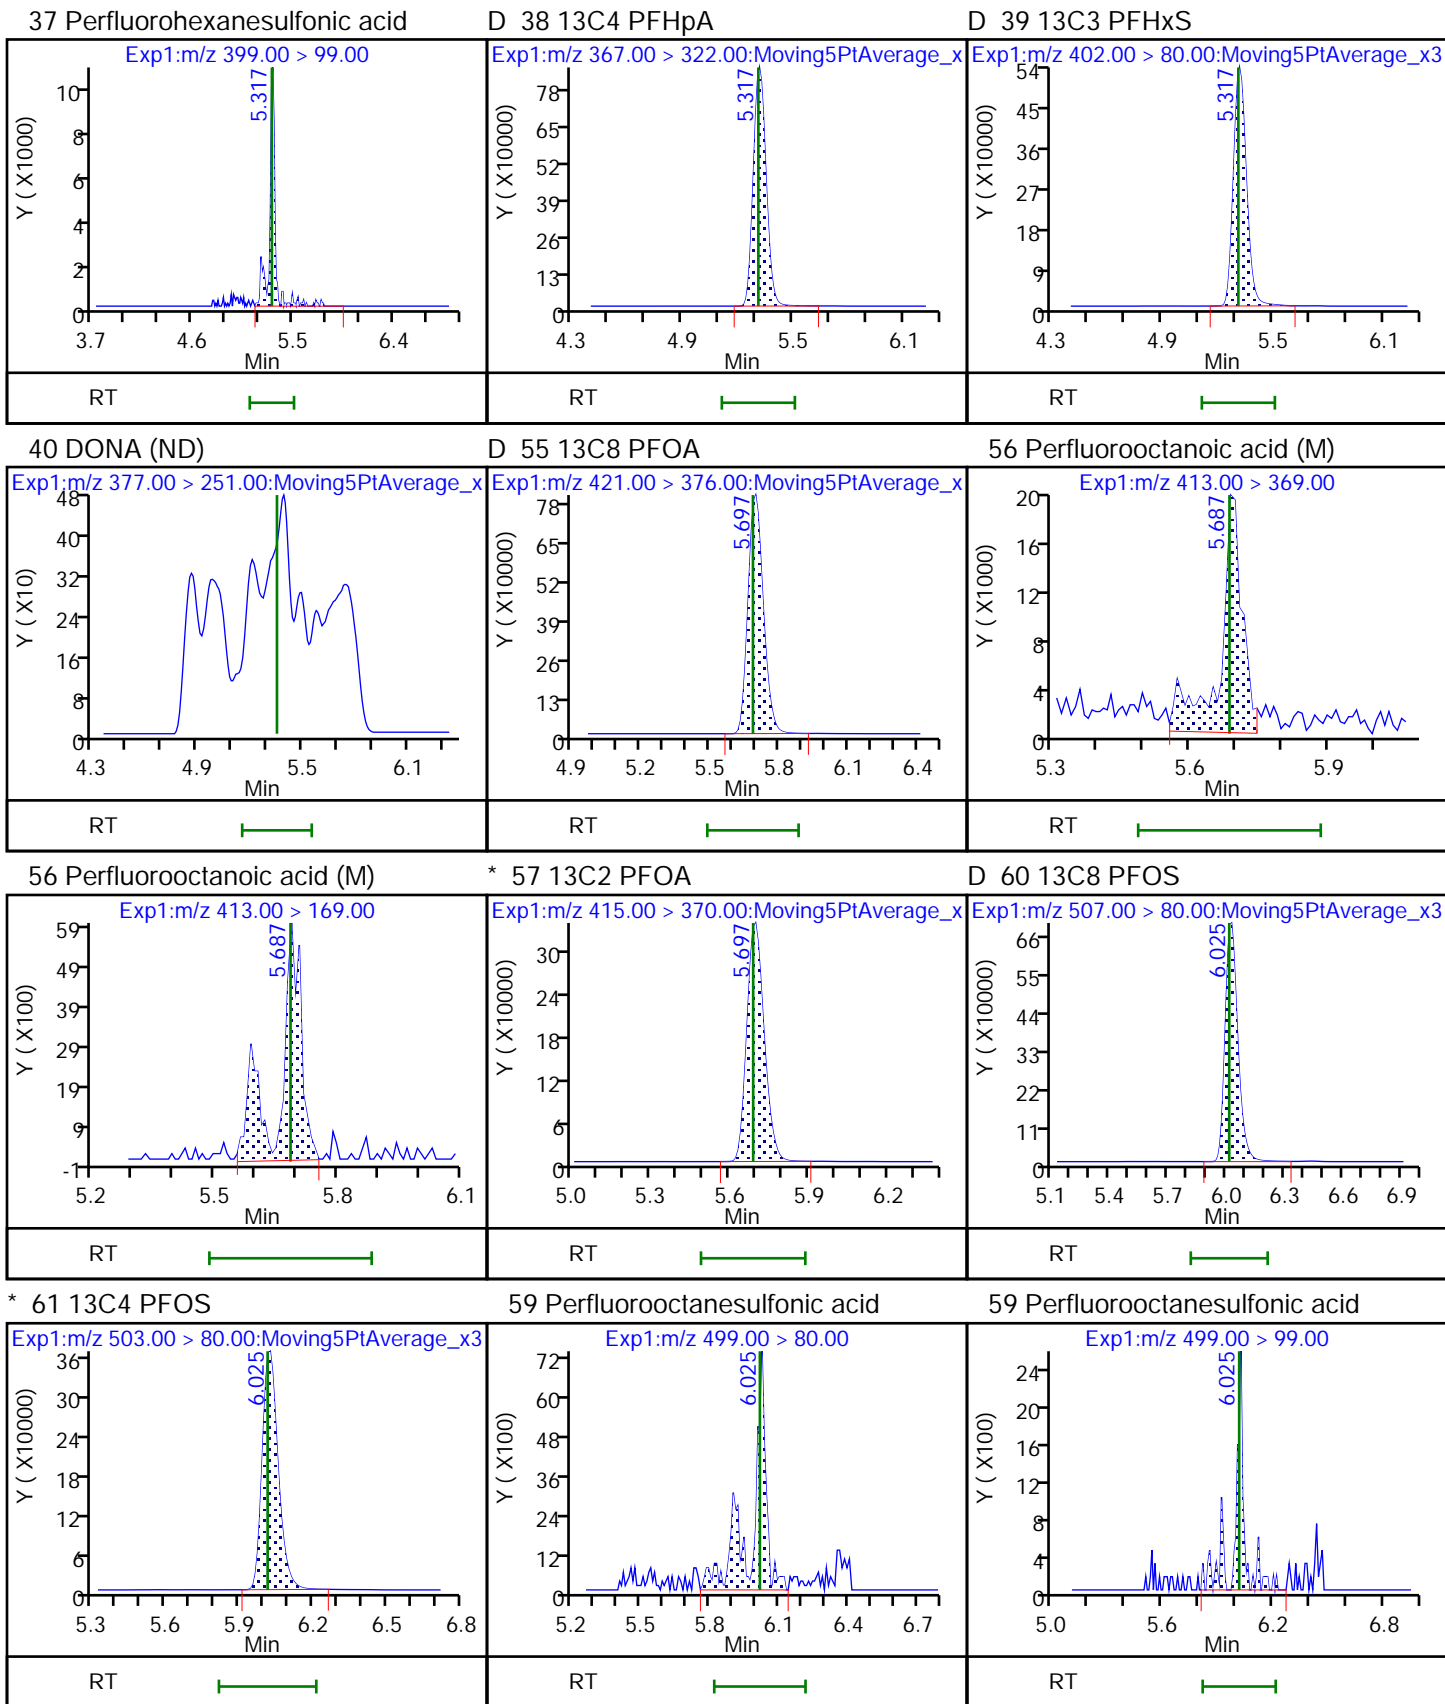 37 Perfluorohexanesulfonic acid
Exp1:m/z 399.00 > 99.00
5.317
Y ( X10000)
10
8
6
4
2
0
3.7 4.6 5.5 6.4
Min
RT
D 38 13C4 PFHpA
Exp1:m/z 367.00 > 322.00:Moving5PtAverage_x
5.317
Y ( X10000)
78
65
52
39
26
13
0
4.3 4.9 5.5 6.1
Min
RT
D 39 13C3 PFHxS
Exp1:m/z 402.00 > 80.00:Moving5PtAverage_x3
5.317
Y ( X10000)
54
45
36
27
18
9
0
4.3 4.9 5.5 6.1
Min
RT
40 DONA (ND)
Exp1:m/z 377.00 > 251.00:Moving5PtAverage_x
Y ( X10)
48
40
32
24
16
8
0
4.3 4.9 5.5 6.1
Min
RT
D 55 13C8 PFOA
Exp1:m/z 421.00 > 376.00:Moving5PtAverage_x
5.697
Y ( X10000)
78
65
52
39
26
13
0
4.9 5.2 5.5 5.8 6.1 6.4
Min
RT
56 Perfluorooctanoic acid (M)
Exp1:m/z 413.00 > 369.00
5.687
Y ( X1000)
20
16
12
8
4
0
5.3 5.6 5.9
Min
RT
56 Perfluorooctanoic acid (M)
Exp1:m/z 413.00 > 169.00
5.687
Y ( X100)
59
49
39
29
19
9
-1
5.2 5.5 5.8 6.1
Min
RT
* 57 13C2 PFOA
Exp1:m/z 415.00 > 370.00:Moving5PtAverage_x
5.697
Y ( X10000)
30
24
18
12
6
0
5.0 5.3 5.6 5.9 6.2
Min
RT
D 60 13C8 PFOS
Exp1:m/z 507.00 > 80.00:Moving5PtAverage_x3
6.025
Y ( X10000)
66
55
44
33
22
11
0
5.1 5.4 5.7 6.0 6.3 6.6 6.9
Min
RT
* 61 13C4 PFOS
Exp1:m/z 503.00 > 80.00:Moving5PtAverage_x3
6.025
Y ( X10000)
36
30
24
18
12
6
0
5.3 5.6 5.9 6.2 6.5 6.8
Min
RT
59 Perfluorooctanesulfonic acid
Exp1:m/z 499.00 > 80.00
6.025
Y ( X100)
72
60
48
36
24
12
0
5.2 5.5 5.8 6.1 6.4 6.7
Min
RT
59 Perfluorooctanesulfonic acid
Exp1:m/z 499.00 > 99.00
6.025
Y ( X100)
24
20
16
12
8
4
0
5.0 5.6 6.2 6.8
Min
RT